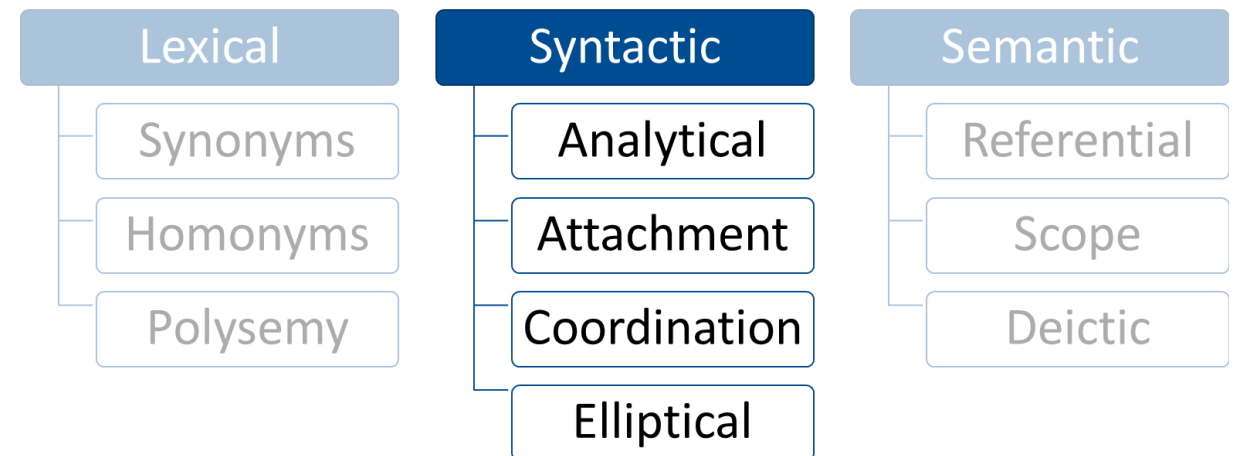 Lexical
Synonyms
Homonyms
Polysemy
Syntactic
Analytical
Attachment
Coordination
Elliptical
Semantic
Referential
Scope
Deictic